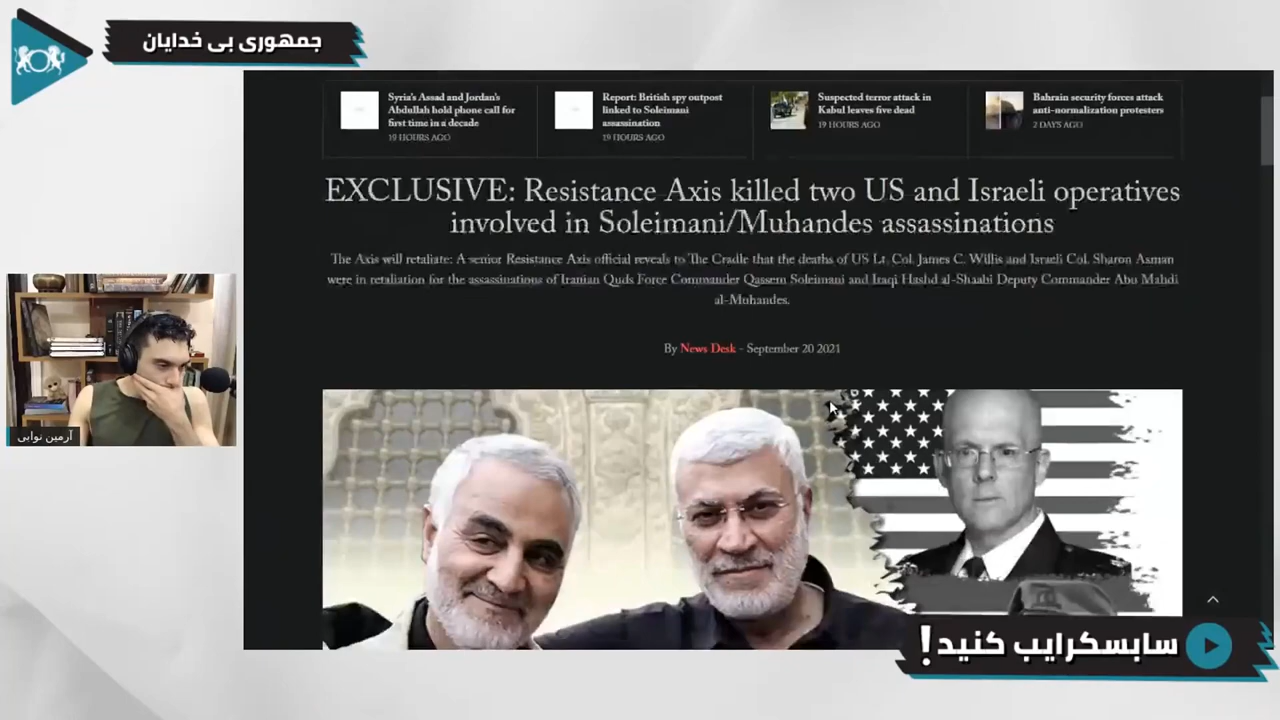 جمهوری بی خدایان
Syria's Assad and Jordan's
Abdullah hold phone call for
first time in a decade
19 HOURS AGO
Report: British spy outpost
linked to Soleimani
assassination
19 HOURS AGO
Suspected terror attack in
Kabul leaves five dead
19 HOURS AGO
Bahrain security forces attack
anti-normalization protesters
2 DAYS AGO
EXCLUSIVE: Resistance Axis killed two US and Israeli operatives
involved in Soleimani/Muhandes assassinations
The Axis will retaliate: A senior Resistance Axis official reveals to The Cradle that the deaths of US Lt. Col. James C. Willis and Israeli Col. Sharon Asman
were in retaliation for the assassinations of Iranian Quds Force Commander Qassem Soleimani and Iraqi Hashd al-Shaabi Deputy Commander Abu Mahdi
al-Muhandes.
By News Desk - September 20 2021
آرمین نوابی
سابسکرایب کنید!